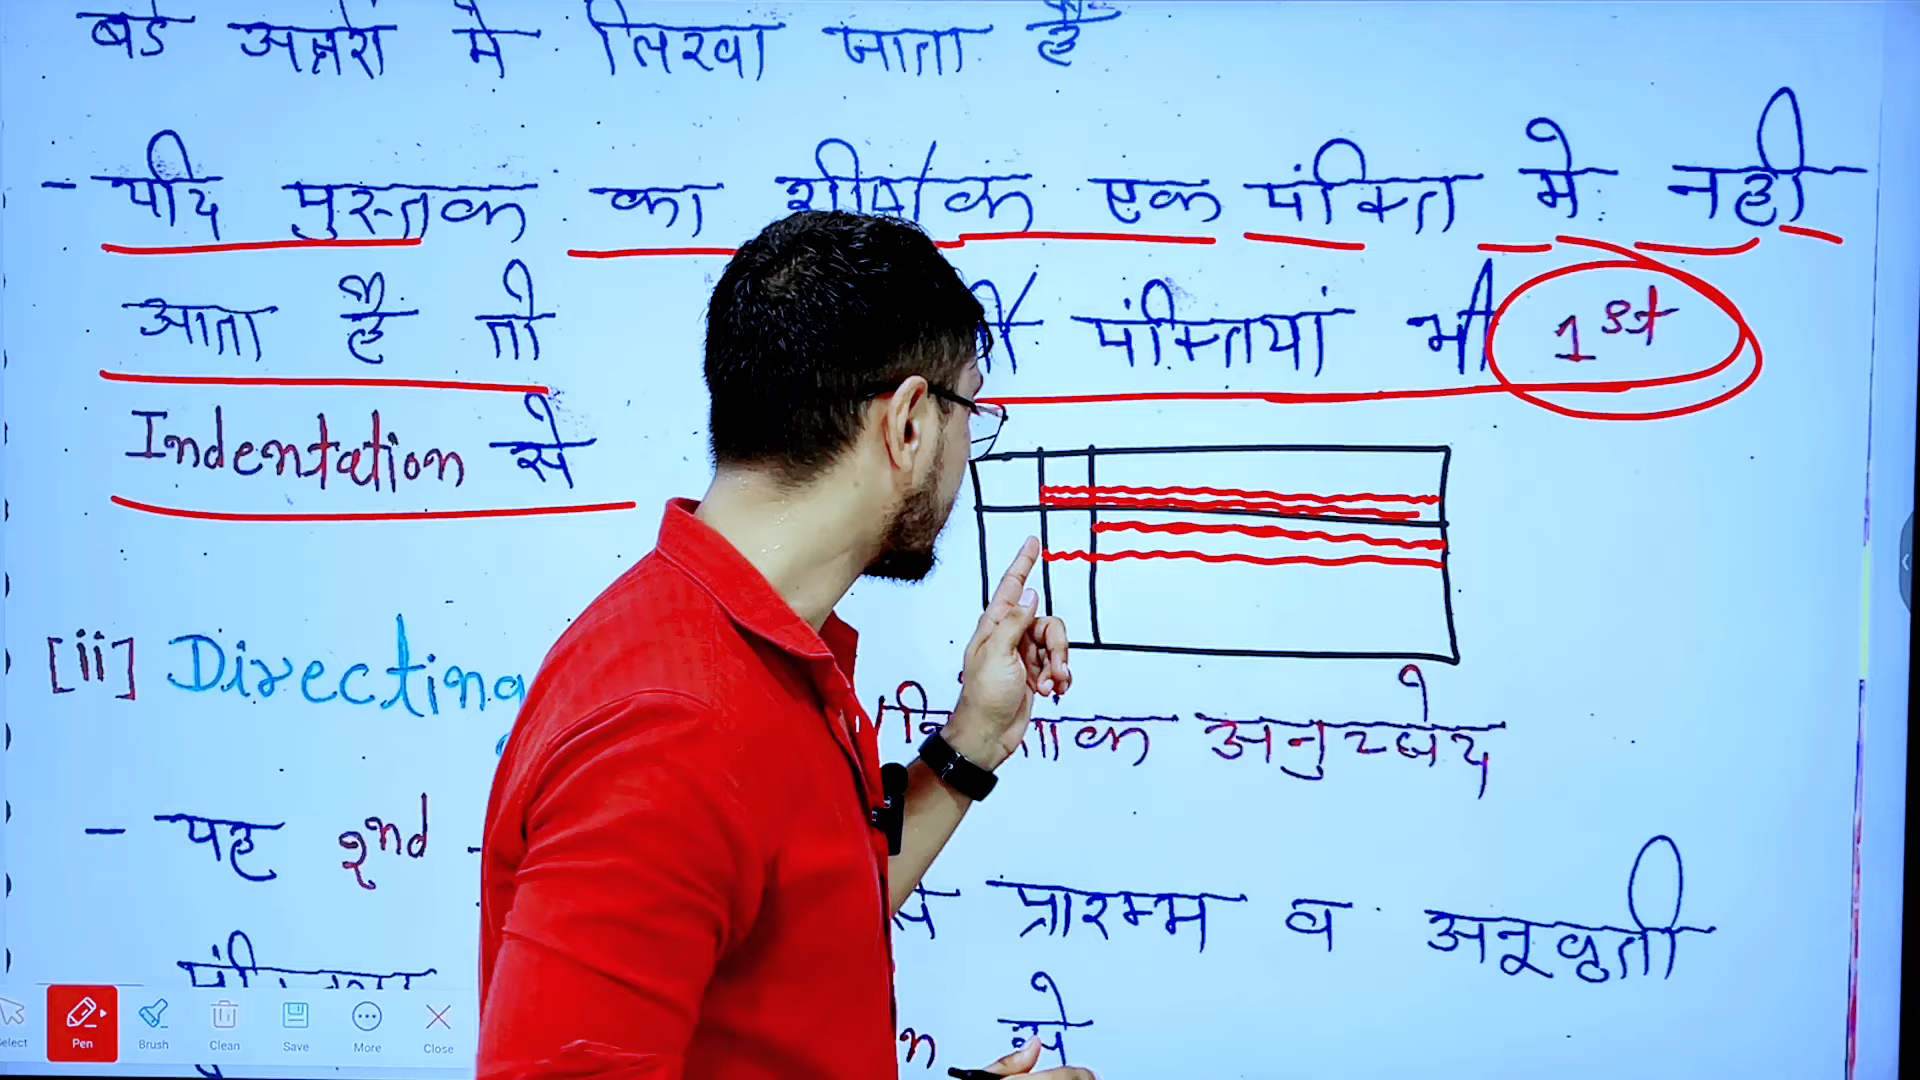 बडे अक्षरों मे लिखा जाता है
- यदि पुस्तक का शीर्षक एक पंक्ति मे नही
आता है तो पंक्तियां भी 1st
Indentation से
[ii] Directing अनुच्छेद
- यह 2nd -
से प्रारम्भ व अनूवृती
से
Select Pen Brush Clean Save More Close